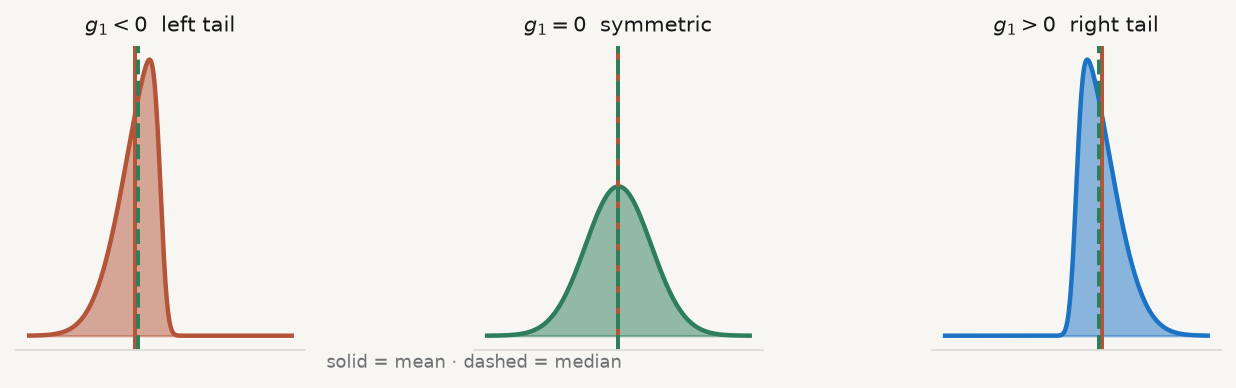 g₁ < 0 left tail
g₁ = 0 symmetric
g₁ > 0 right tail
solid = mean · dashed = median